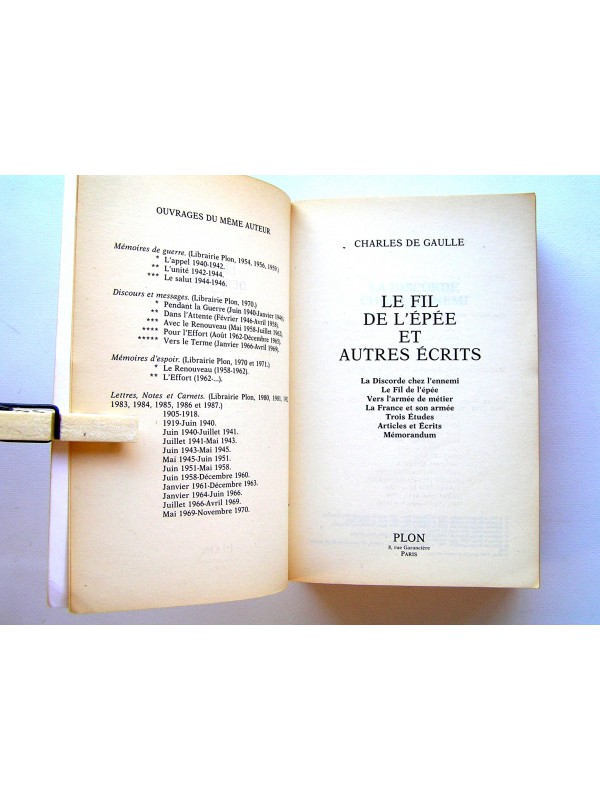 OUVRAGES DU MÊME AUTEUR
Mémoires de guerre. (Librairie Plon, 1954, 1956, 1959)
* L'appel 1940-1942.
** L'unité 1942-1944.
*** Le salut 1944-1946.
Discours et messages. (Librairie Plon, 1970.)
* Pendant la Guerre (Juin 1940-Janvier 1946)
** Dans l'Attente (Février 1946-Avril 1958).
*** Avec le Renouveau (Mai 1958-Juillet 1962).
**** Pour l'Effort (Août 1962-Décembre 1965).
***** Vers le Terme (Janvier 1966-Avril 1969).
Mémoires d'espoir. (Librairie Plon, 1970 et 1971.)
* Le Renouveau (1958-1962).
** L'Effort (1962-...).
Lettres, Notes et Carnets. (Librairie Plon, 1980, 1981,
1983, 1984, 1985, 1986 et 1987.)
1905-1918.
1919-Juin 1940.
Juin 1940-Juillet 1941.
Juillet 1941-Mai 1943.
Juin 1943-Mai 1945.
Mai 1945-Juin 1951.
Juin 1951-Mai 1958.
Juin 1958-Décembre 1960.
Janvier 1961-Décembre 1963.
Janvier 1964-Juin 1966.
Juillet 1966-Avril 1969.
Mai 1969-Novembre 1970.
CHARLES DE GAULLE
LE FIL
DE L'ÉPÉE
ET
AUTRES ÉCRITS
La Discorde chez l'ennemi
Le Fil de l'épée
Vers l'armée de métier
La France et son armée
Trois Études
Articles et Écrits
Mémorandum
PLON
8, rue Garancière
PARIS